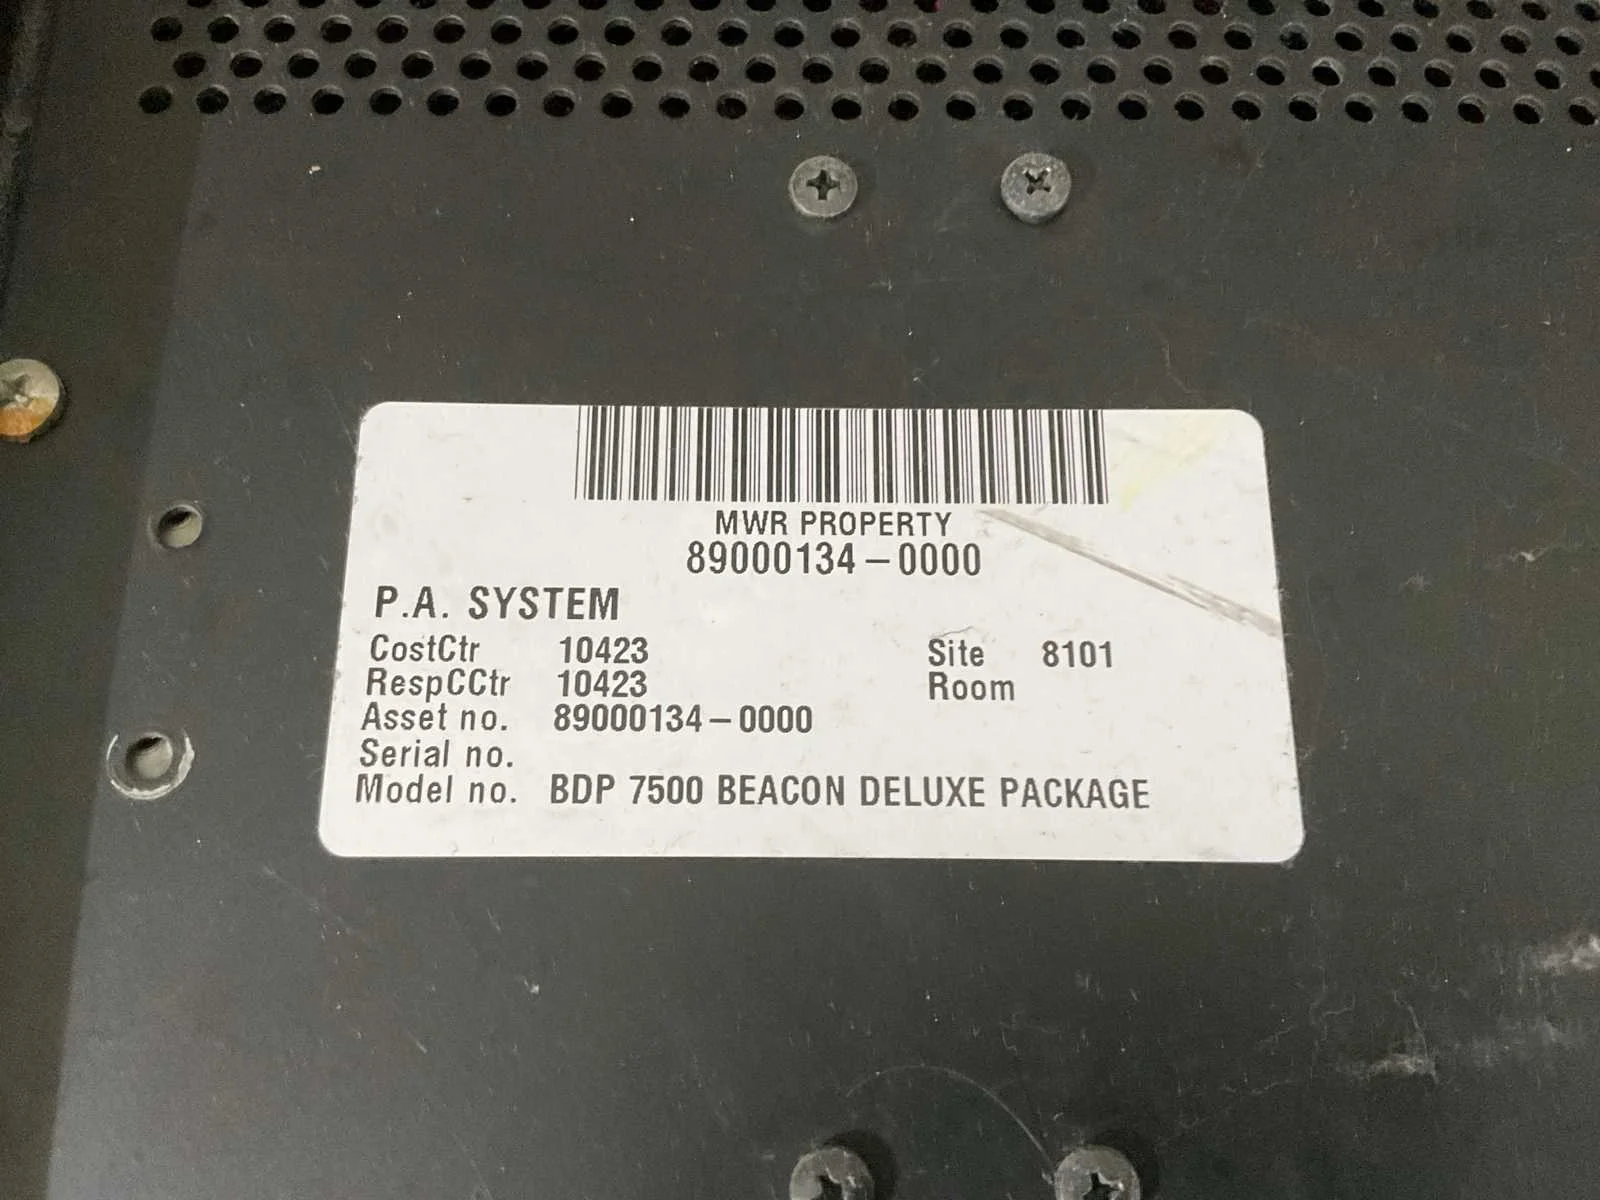 MWR PROPERTY
89000134-0000
P.A. SYSTEM
CostCtr 10423 Site 8101
RespCCtr 10423 Room
Asset no. 89000134-0000
Serial no.
Model no. BDP 7500 BEACON DELUXE PACKAGE